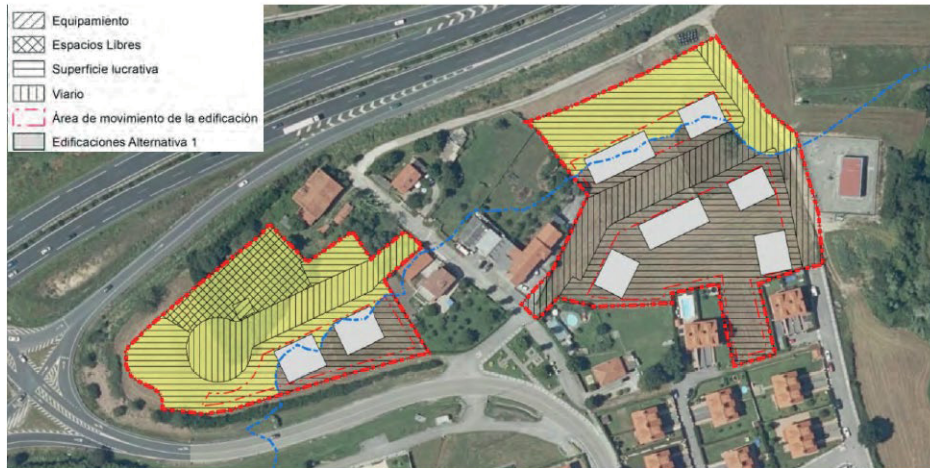 Equipamiento
Espacios Libres
Superficie lucrativa
Viario
Área de movimiento de la edificación
Edificaciones Alternativa 1